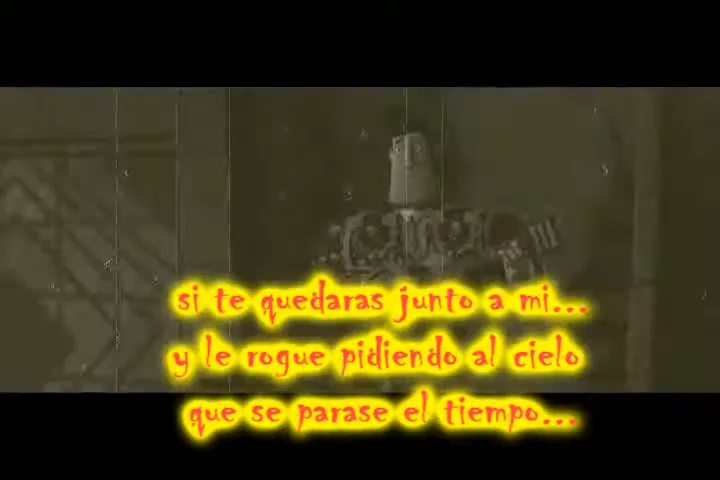 si te quedaras junto a mi...
y le rogue pidiendo al cielo
que se parase el tiempo...